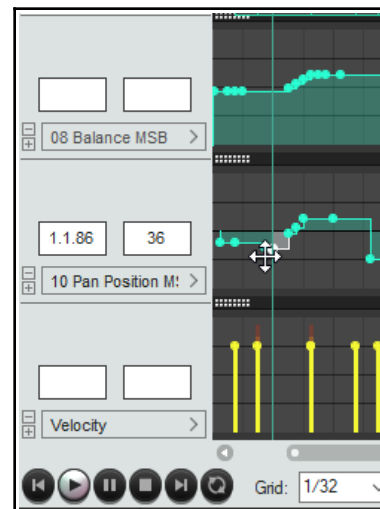 08 Balance MSB
1.1.86 36
10 Pan Position M:
Velocity
Grid: 1/32